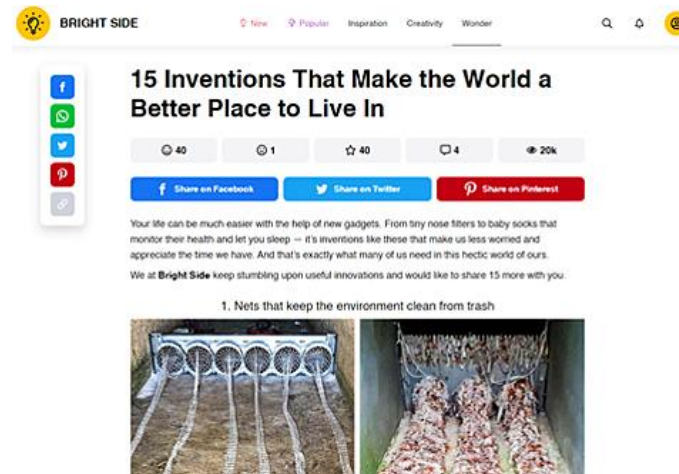 BRIGHT SIDE
New Popular Inspiration Creativity Wonder
15 Inventions That Make the World a
Better Place to Live In
40 1 40 4 20k
Share on Facebook Share on Twitter Share on Pinterest
Your life can be much easier with the help of new gadgets. From tiny nose filters to baby socks that
monitor their health and let you sleep — it's inventions like these that make us less worried and
appreciate the time we have. And that's exactly what many of us need in this hectic world of ours.
We at Bright Side keep stumbling upon useful innovations and would like to share 15 more with you.
1. Nets that keep the environment clean from trash